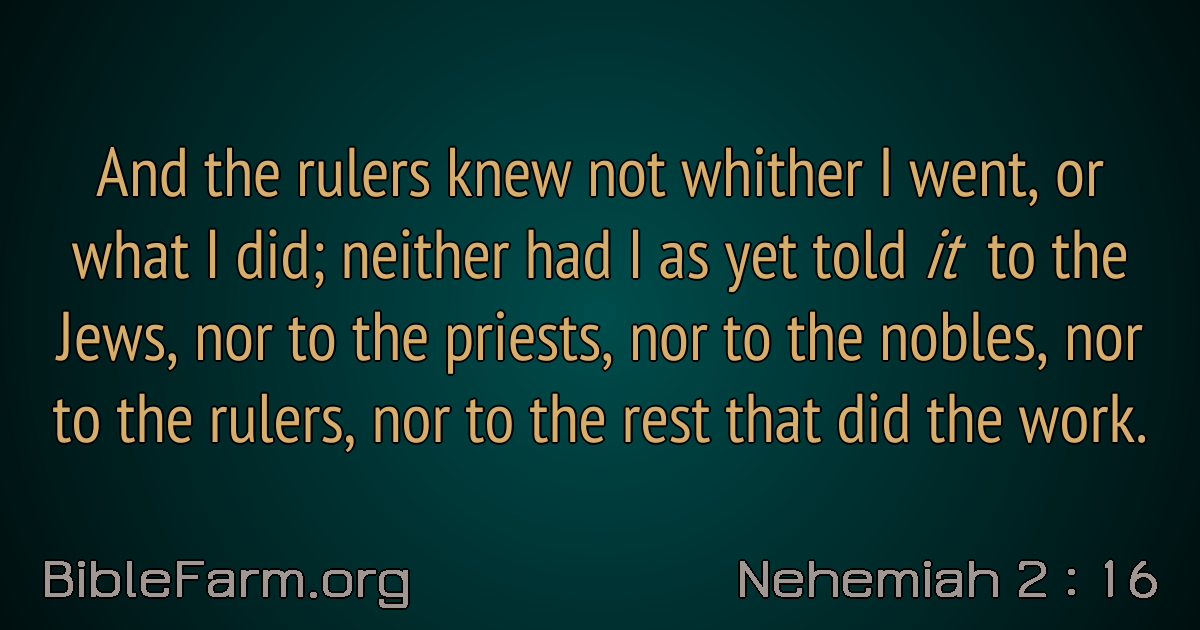 And the rulers knew not whither I went, or
what I did; neither had I as yet told it to the
Jews, nor to the priests, nor to the nobles, nor
to the rulers, nor to the rest that did the work.
BibleFarm.org
Nehemiah 2 : 16